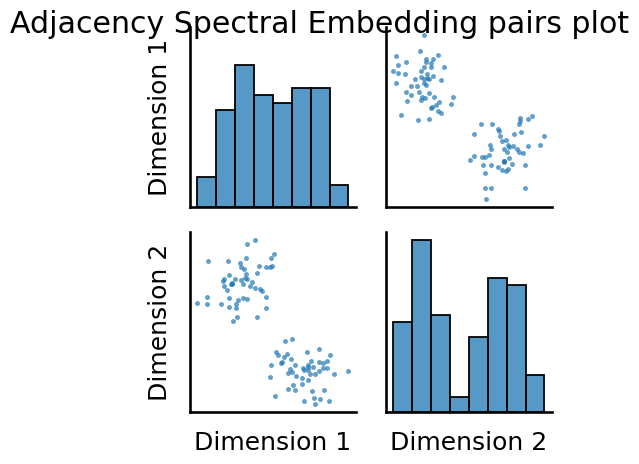 Adjacency Spectral Embedding pairs plot
Dimension 1
Dimension 2
Dimension 1
Dimension 2